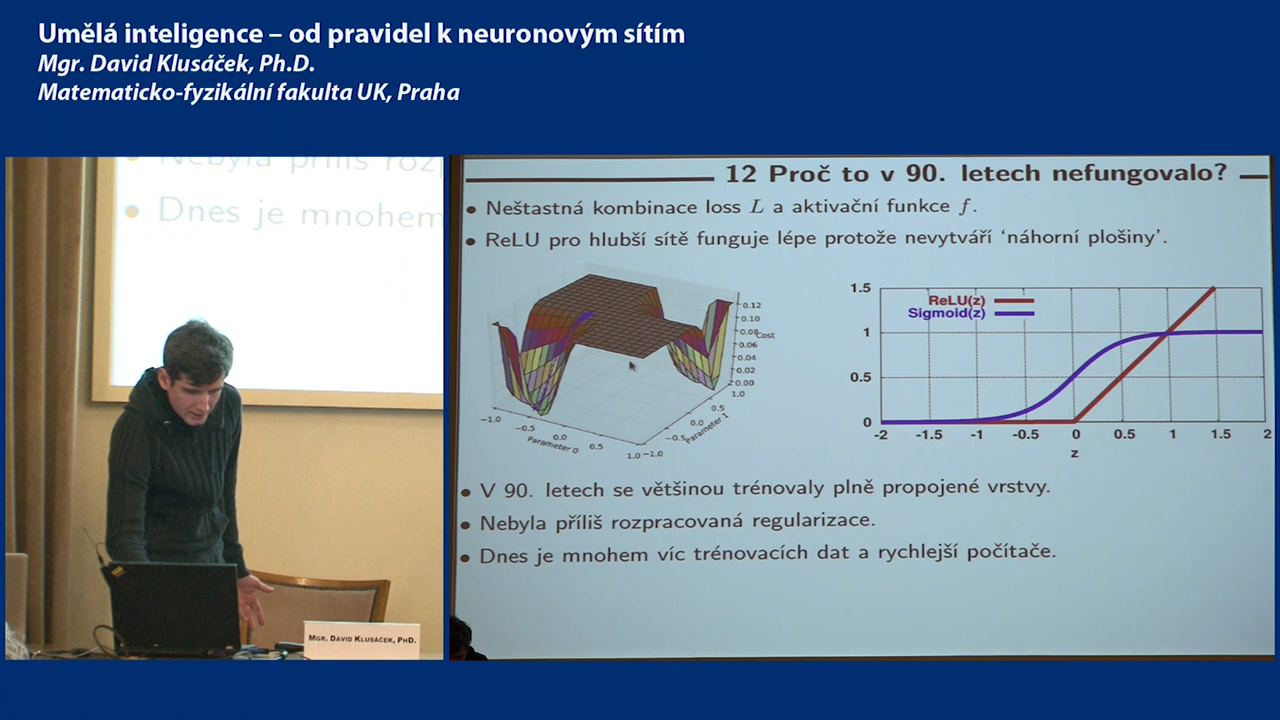 Umělá inteligence – od pravidel k neuronovým sítím
Mgr. David Klusáček, Ph.D.
Matematicko-fyzikální fakulta UK, Praha
Nebyla příliš roz
Dnes je mnohem
MGR. DAVID KLUSÁČEK, PHD.
12 Proč to v 90. letech nefungovalo?
• Neštastná kombinace loss L a aktivační funkce f.
• ReLU pro hlubší sítě funguje lépe protože nevytváří ‘náhorní plošiny’.
0.12
0.10
0.08
0.06
0.04
0.02
0.00
Cost
−1.0
−0.5
0.0
0.5
1.0
Parameter 0
−1.0
−0.5
0.0
0.5
1.0
Parameter 1
ReLU(z)
Sigmoid(z)
1.5
1
0.5
0
-2 -1.5 -1 -0.5 0 0.5 1 1.5 2
z
• V 90. letech se většinou trénovaly plně propojené vrstvy.
• Nebyla příliš rozpracovaná regularizace.
• Dnes je mnohem víc trénovacích dat a rychlejší počítače.